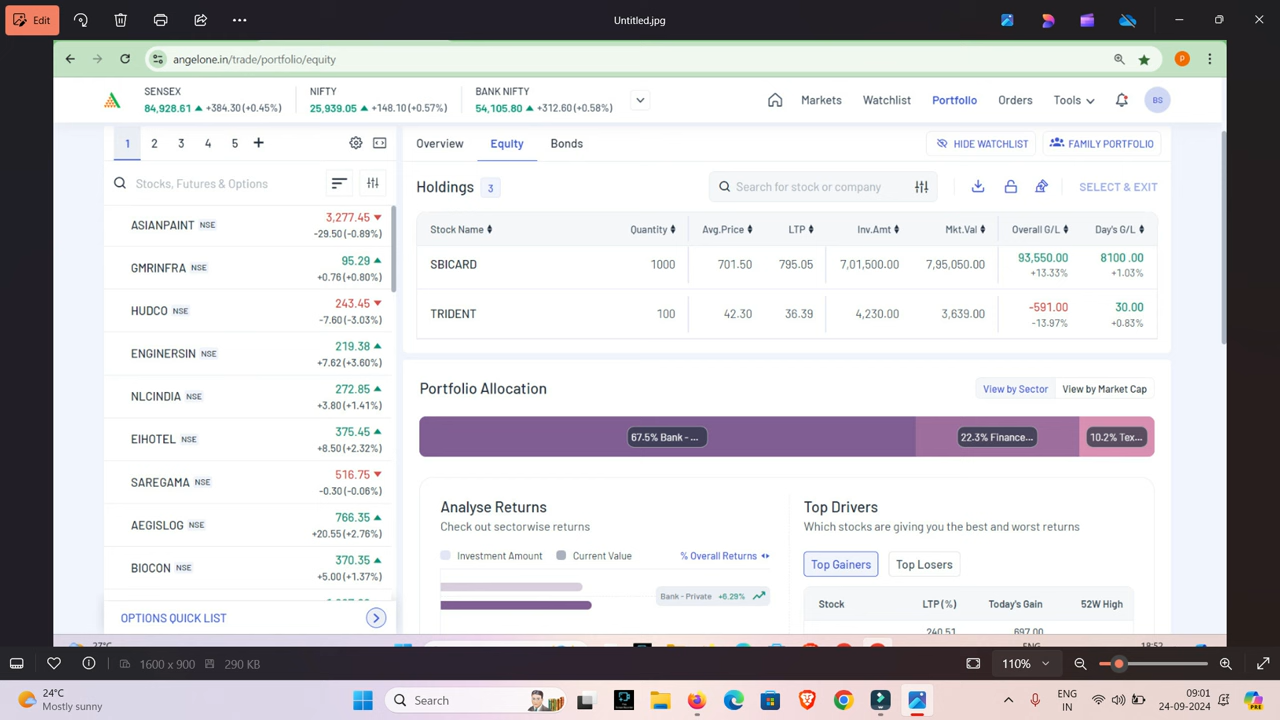 Edit
Untitled.jpg
angelone.in/trade/portfolio/equity
P
SENSEX
84,928.61 +384.30(+0.45%)
NIFTY
25,939.05 +148.10(+0.57%)
BANK NIFTY
54,105.80 +312.60(+0.58%)
Markets
Watchlist
Portfolio
Orders
Tools
BS
1 2 3 4 5 +
Overview Equity Bonds
HIDE WATCHLIST
FAMILY PORTFOLIO
Stocks, Futures & Options
Holdings 3
Search for stock or company
SELECT & EXIT
ASIANPAINT NSE 3,277.45
-29.50(-0.89%)
GMRINFRA NSE 95.29
+0.76(+0.80%)
HUDCO NSE 243.45
-7.60(-3.03%)
ENGINERSIN NSE 219.38
+7.62(+3.60%)
NLCINDIA NSE 272.85
+3.80(+1.41%)
EIHOTEL NSE 375.45
+8.50(+2.32%)
SAREGAMA NSE 516.75
-0.30(-0.06%)
AEGISLOG NSE 766.35
+20.55(+2.76%)
BIOCON NSE 370.35
+5.00(+1.37%)
OPTIONS QUICK LIST
Stock Name Quantity Avg.Price LTP Inv.Amt Mkt.Val Overall G/L Day's G/L
SBICARD 1000 701.50 795.05 7,01,500.00 7,95,050.00 93,550.00 8100 .00
+13.33% +1.03%
TRIDENT 100 42.30 36.39 4,230.00 3,639.00 -591.00 30.00
-13.97% +0.83%
Portfolio Allocation
View by Sector View by Market Cap
67.5% Bank - ... 22.3% Finance... 10.2% Tex...
Analyse Returns
Check out sectorwise returns
Investment Amount Current Value % Overall Returns
Bank - Private +6.29%
Top Drivers
Which stocks are giving you the best and worst returns
Top Gainers Top Losers
Stock LTP(%) Today's Gain 52W High
240.51 697.00
1600 x 900 290 KB
110%
24°C
Mostly sunny
Search
ENG
IN
09:01
24-09-2024
PRE